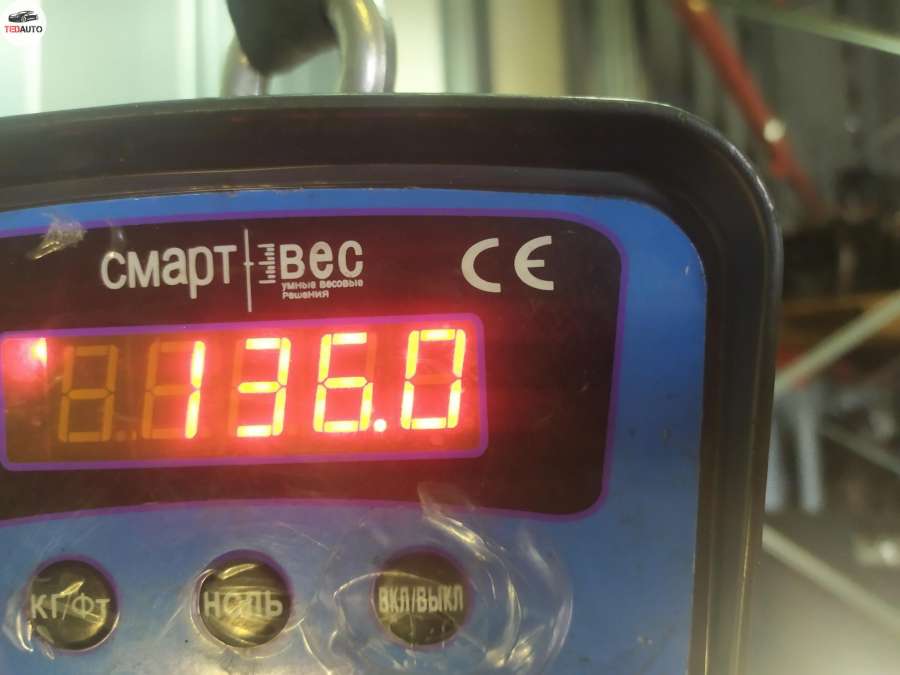 TEDAUTO
смарт вес
умные весовые
решения
CE
136.0
КГ/ФТ НОЛЬ ВКЛ/ВЫКЛ